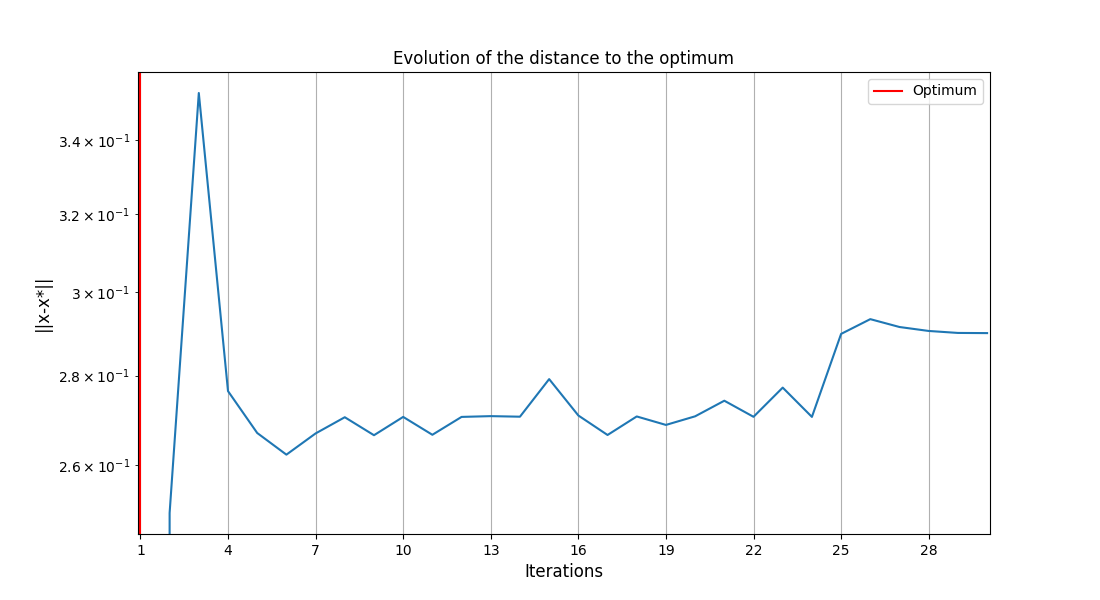 Evolution of the distance to the optimum
Optimum
||x-x*||
3.4 × 10⁻¹
3.2 × 10⁻¹
3 × 10⁻¹
2.8 × 10⁻¹
2.6 × 10⁻¹
1 4 7 10 13 16 19 22 25 28
Iterations